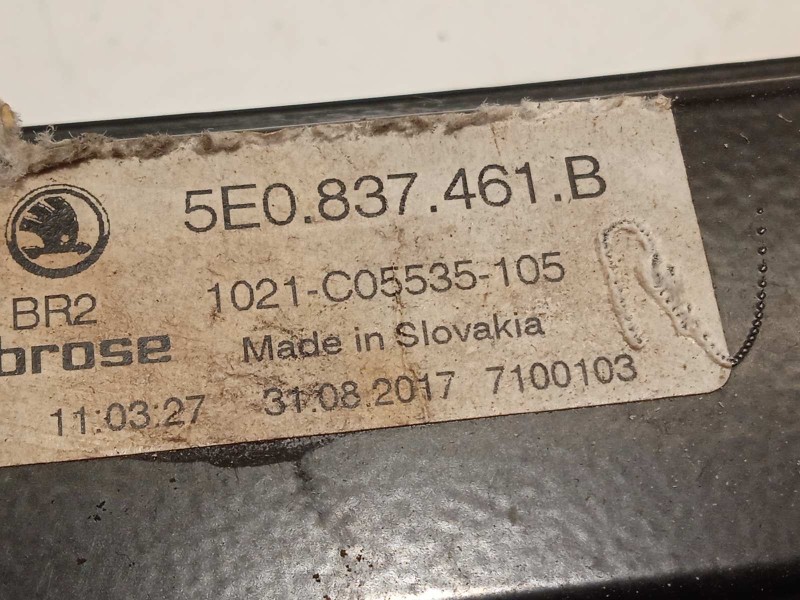 5E0.837.461.B
1021-C05535-105
BR2
Made in Slovakia
brose
11:03:27 31.08.2017 7100103